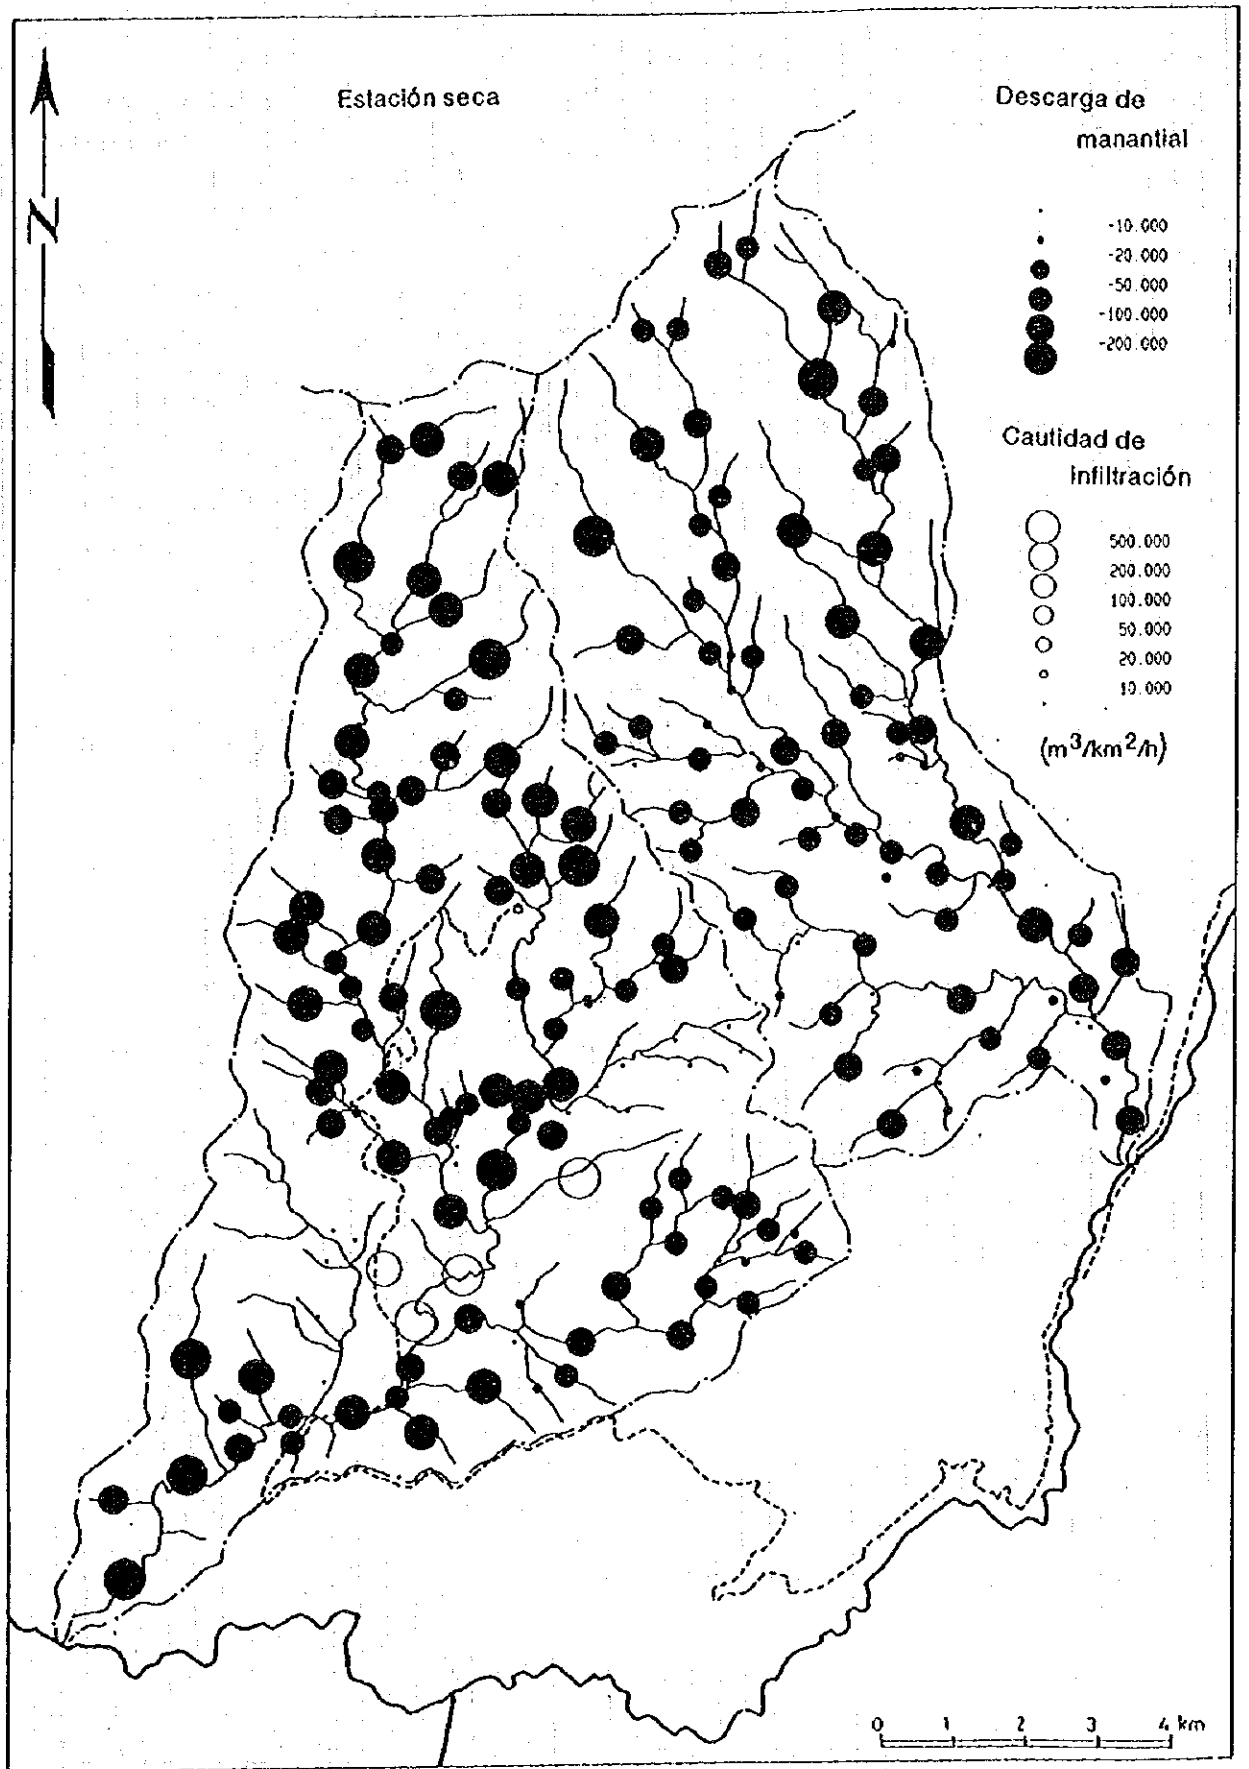 N
Estación seca
Descarga de
manantial
-10.000
-20.000
-50.000
-100.000
-200.000
Cautidad de
infiltración
500.000
200.000
100.000
50.000
20.000
10.000
(m³/km²/h)
0 1 2 3 4 km